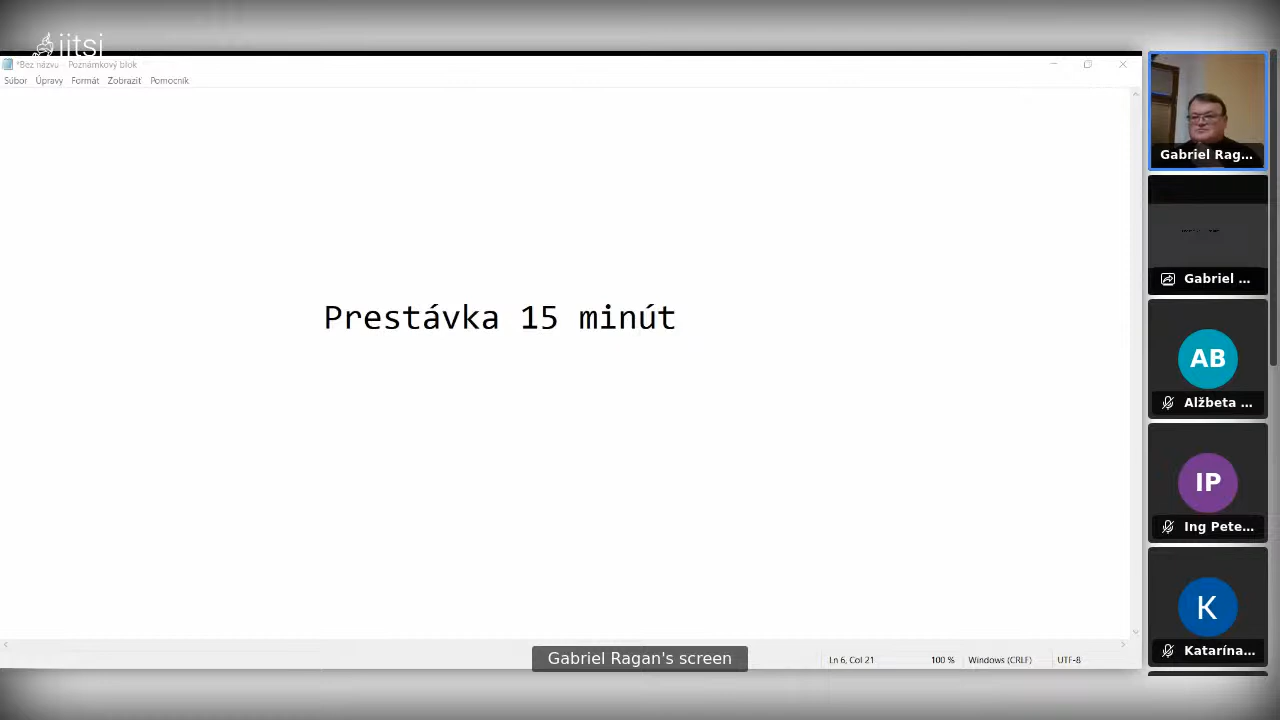 jitsi
*Bez názvu – Poznámkový blok
Súbor Úpravy Formát Zobraziť Pomocník
Prestávka 15 minút
Gabriel Ragan's screen
Ln 6, Col 21 100 % Windows (CRLF) UTF-8
Gabriel Rag...
Gabriel ...
AB
Alžbeta ...
IP
Ing Pete...
K
Katarína...